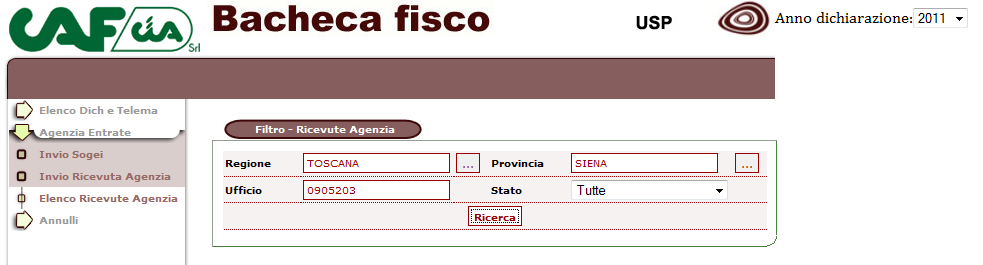 CAF cia Srl
Bacheca fisco
USP
Anno dichiarazione: 2011
Elenco Dich e Telema
Agenzia Entrate
Invio Sogei
Invio Ricevuta Agenzia
Elenco Ricevute Agenzia
Annulli
Filtro - Ricevute Agenzia
Regione TOSCANA ... Provincia SIENA ...
Ufficio 0905203 Stato Tutte
Ricerca